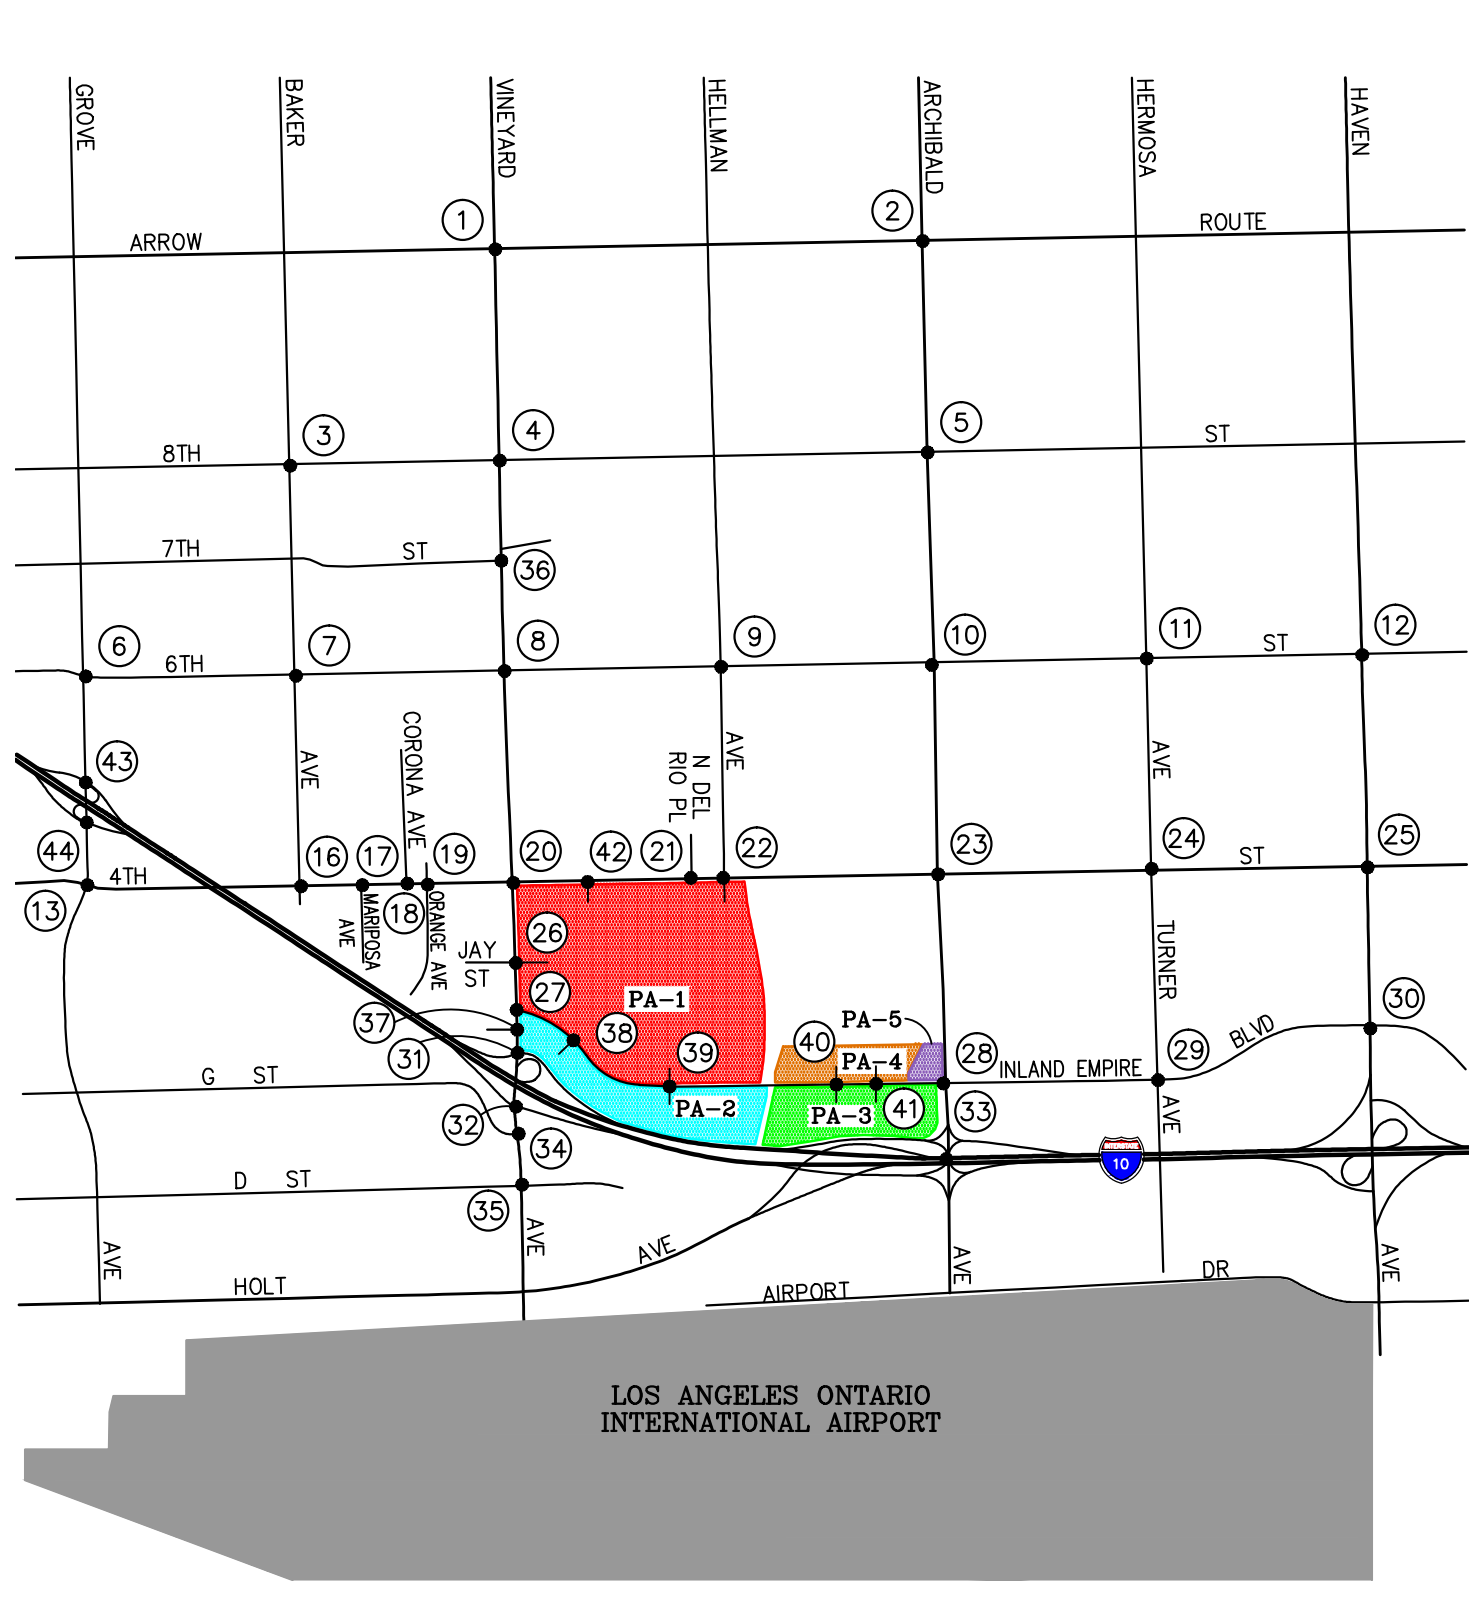 GROVE
BAKER
VINEYARD
HELLMAN
ARCHIBALD
HERMOSA
HAVEN
1
2
ARROW
ROUTE
3
4
5
8TH
ST
7TH
ST
36
6
7
8
9
10
11
12
6TH
ST
43
AVE
CORONA AVE
N DEL
RIO PL
AVE
AVE
44
16
17
19
20
42
21
22
23
24
25
4TH
ST
13
18
MARIPOSA
AVE
ORANGE AVE
26
JAY
ST
TURNER
27
PA-1
30
37
38
PA-5
40
31
39
PA-4
28
29
BLVD
INLAND EMPIRE
G ST
PA-2
PA-3
41
33
AVE
32
34
INTERSTATE
10
D ST
35
AVE
AVE
AVE
AVE
AVE
HOLT
AIRPORT
DR
LOS ANGELES ONTARIO
INTERNATIONAL AIRPORT